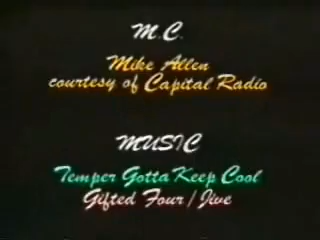 M.C.
Mike Allen
courtesy of Capital Radio
MUSIC
Temper Gotta Keep Cool
Gifted Four/Jive